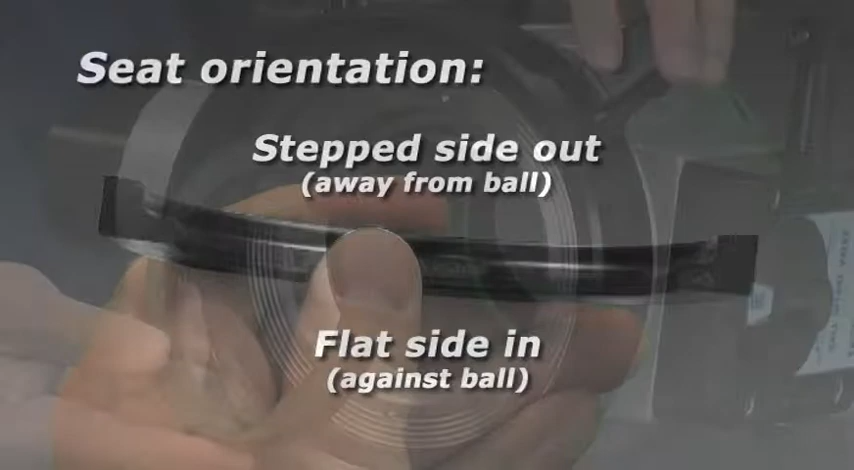 Seat orientation:
Stepped side out
(away from ball)
Flat side in
(against ball)